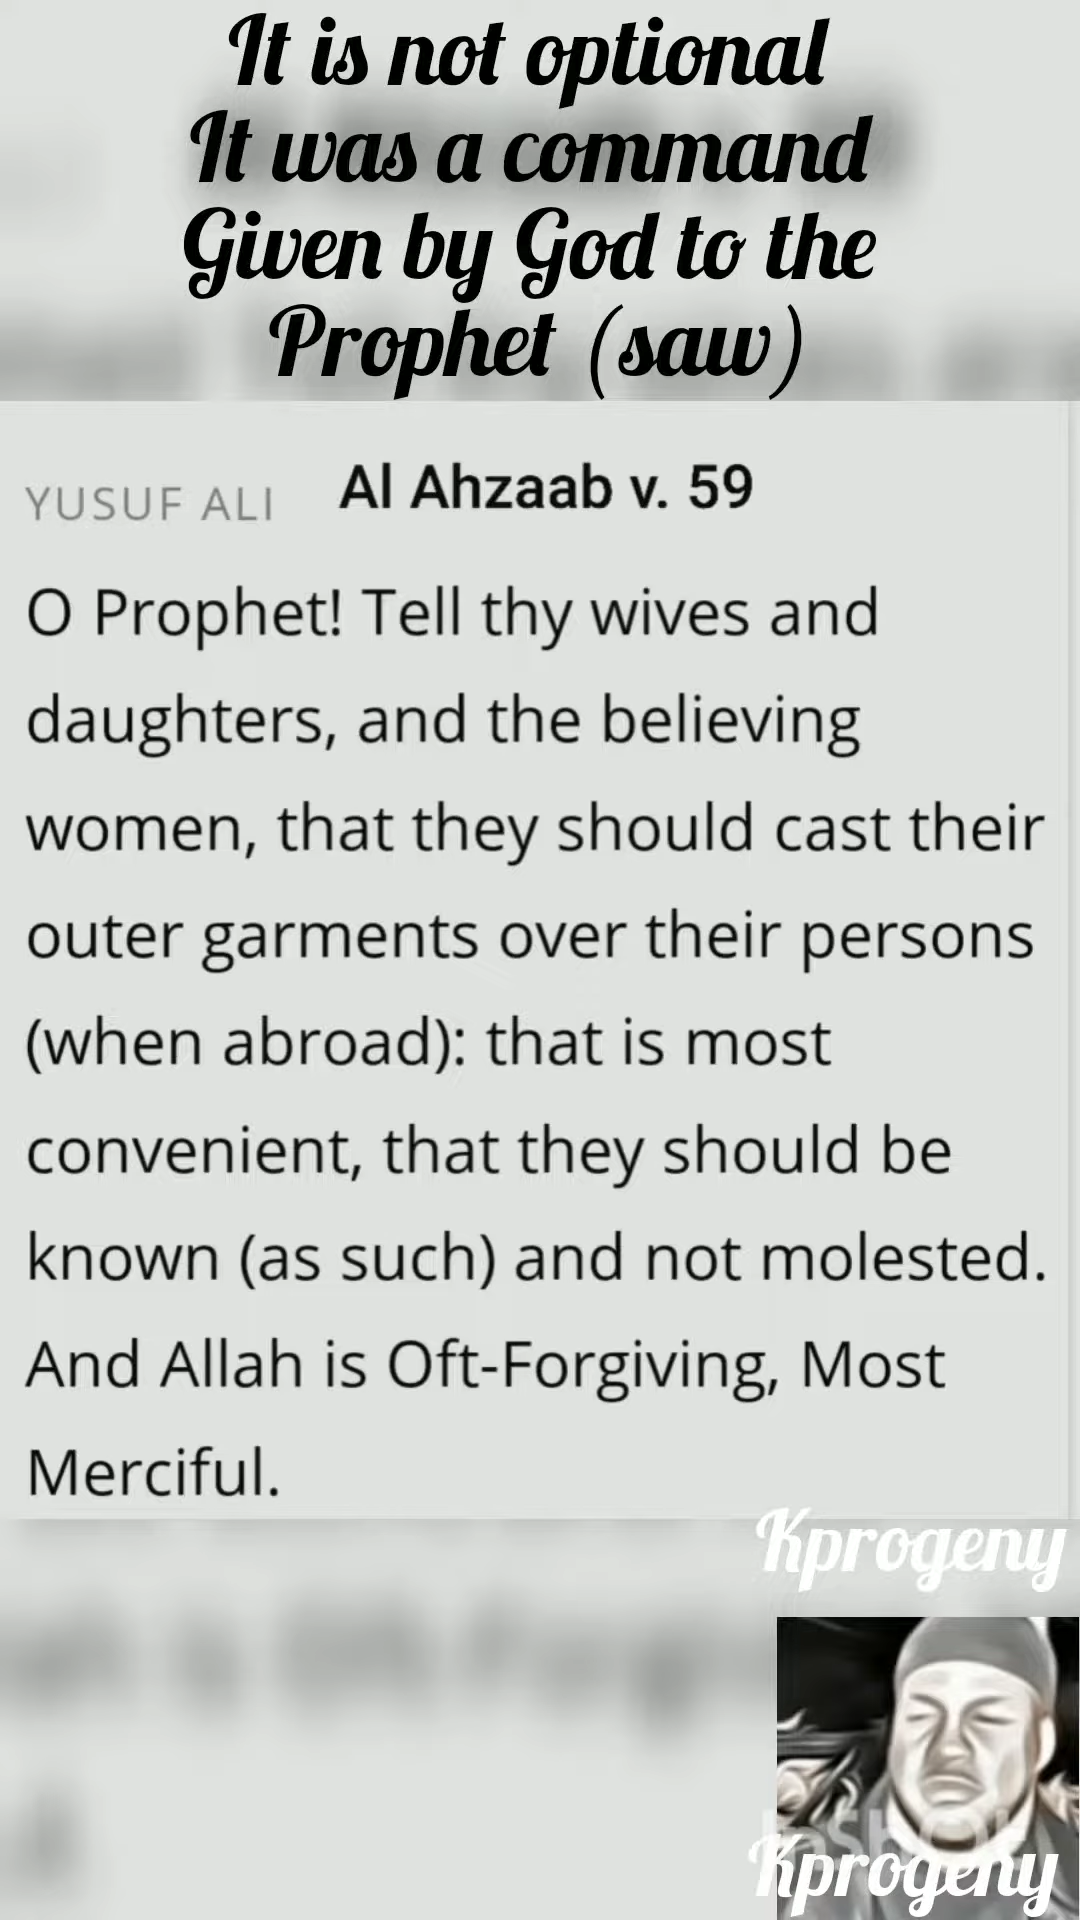 It is not optional
It was a command
Given by God to the
Prophet (saw)
YUSUF ALI Al Ahzaab v. 59
O Prophet! Tell thy wives and
daughters, and the believing
women, that they should cast their
outer garments over their persons
(when abroad): that is most
convenient, that they should be
known (as such) and not molested.
And Allah is Oft-Forgiving, Most
Merciful.
Kprogeny
InShOt
Kprogeny